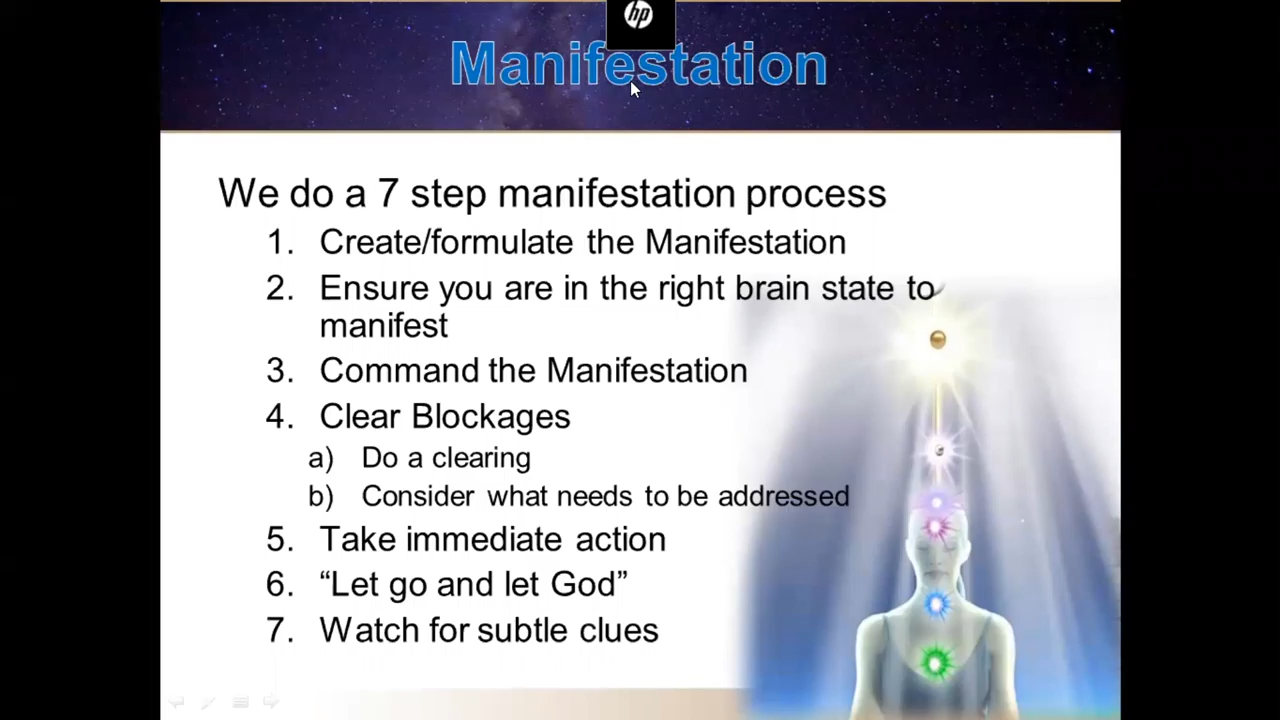 hp
Manifestation
We do a 7 step manifestation process
1. Create/formulate the Manifestation
2. Ensure you are in the right brain state to
manifest
3. Command the Manifestation
4. Clear Blockages
a) Do a clearing
b) Consider what needs to be addressed
5. Take immediate action
6. “Let go and let God”
7. Watch for subtle clues